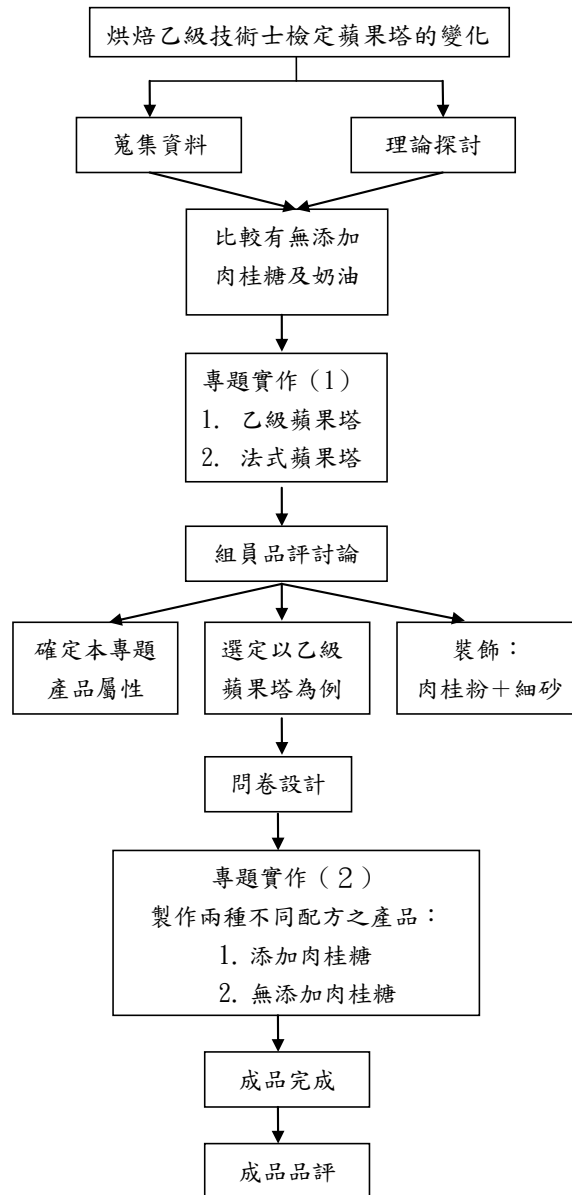 烘焙乙級技術士檢定蘋果塔的變化
蒐集資料
理論探討
比較有無添加
肉桂糖及奶油
專題實作（1）
1. 乙級蘋果塔
2. 法式蘋果塔
組員品評討論
確定本專題
產品屬性
選定以乙級
蘋果塔為例
裝飾：
肉桂粉＋細砂
問卷設計
專題實作（２）
製作兩種不同配方之產品：
1. 添加肉桂糖
2. 無添加肉桂糖
成品完成
成品品評